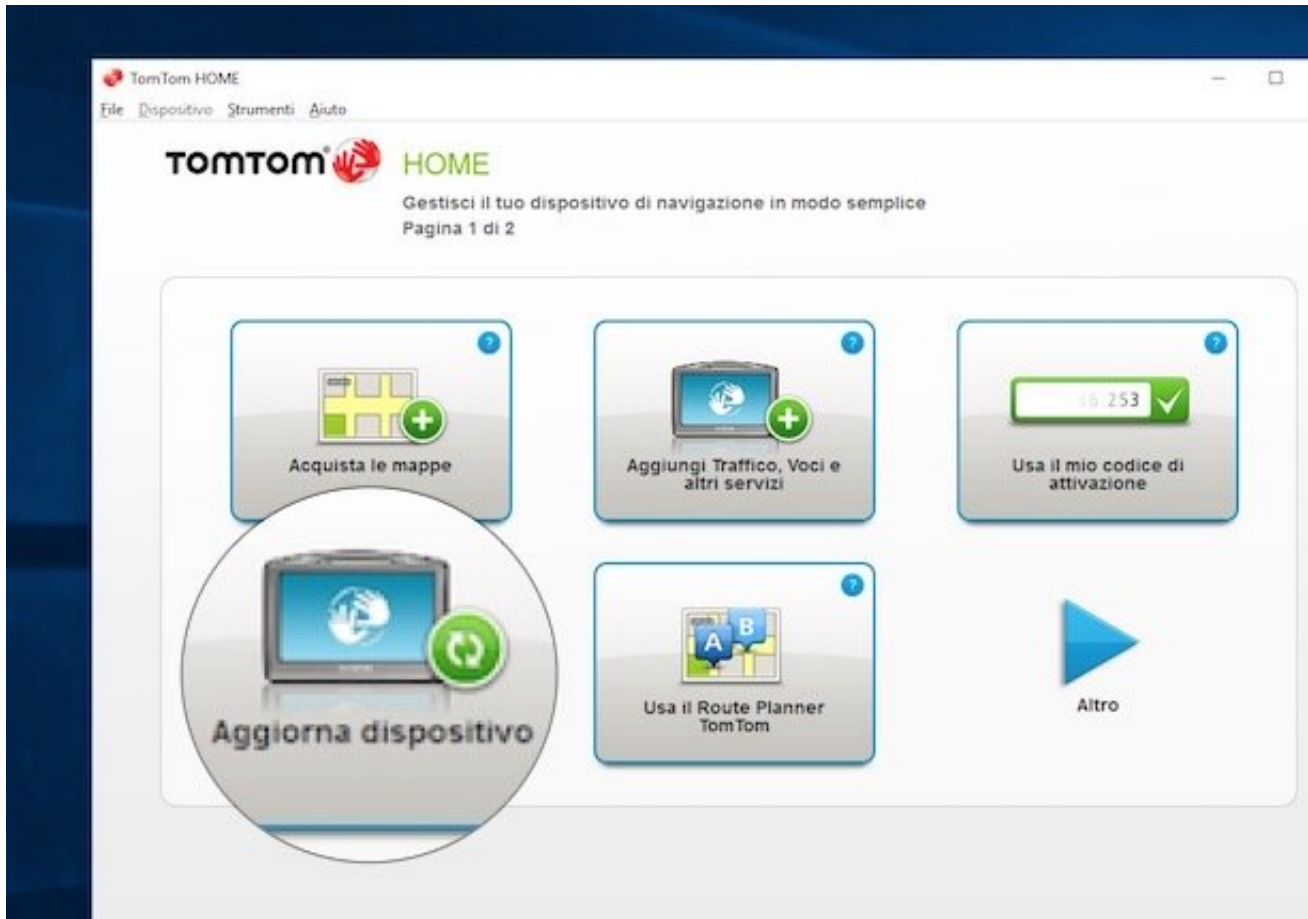 TomTom HOME
File Dispositivo Strumenti Aiuto
TOMTOM HOME
Gestisci il tuo dispositivo di navigazione in modo semplice
Pagina 1 di 2
Acquista le mappe
Aggiungi Traffico, Voci e
altri servizi
253
Usa il mio codice di
attivazione
Aggiorna dispositivo
A B
Usa il Route Planner
TomTom
Altro